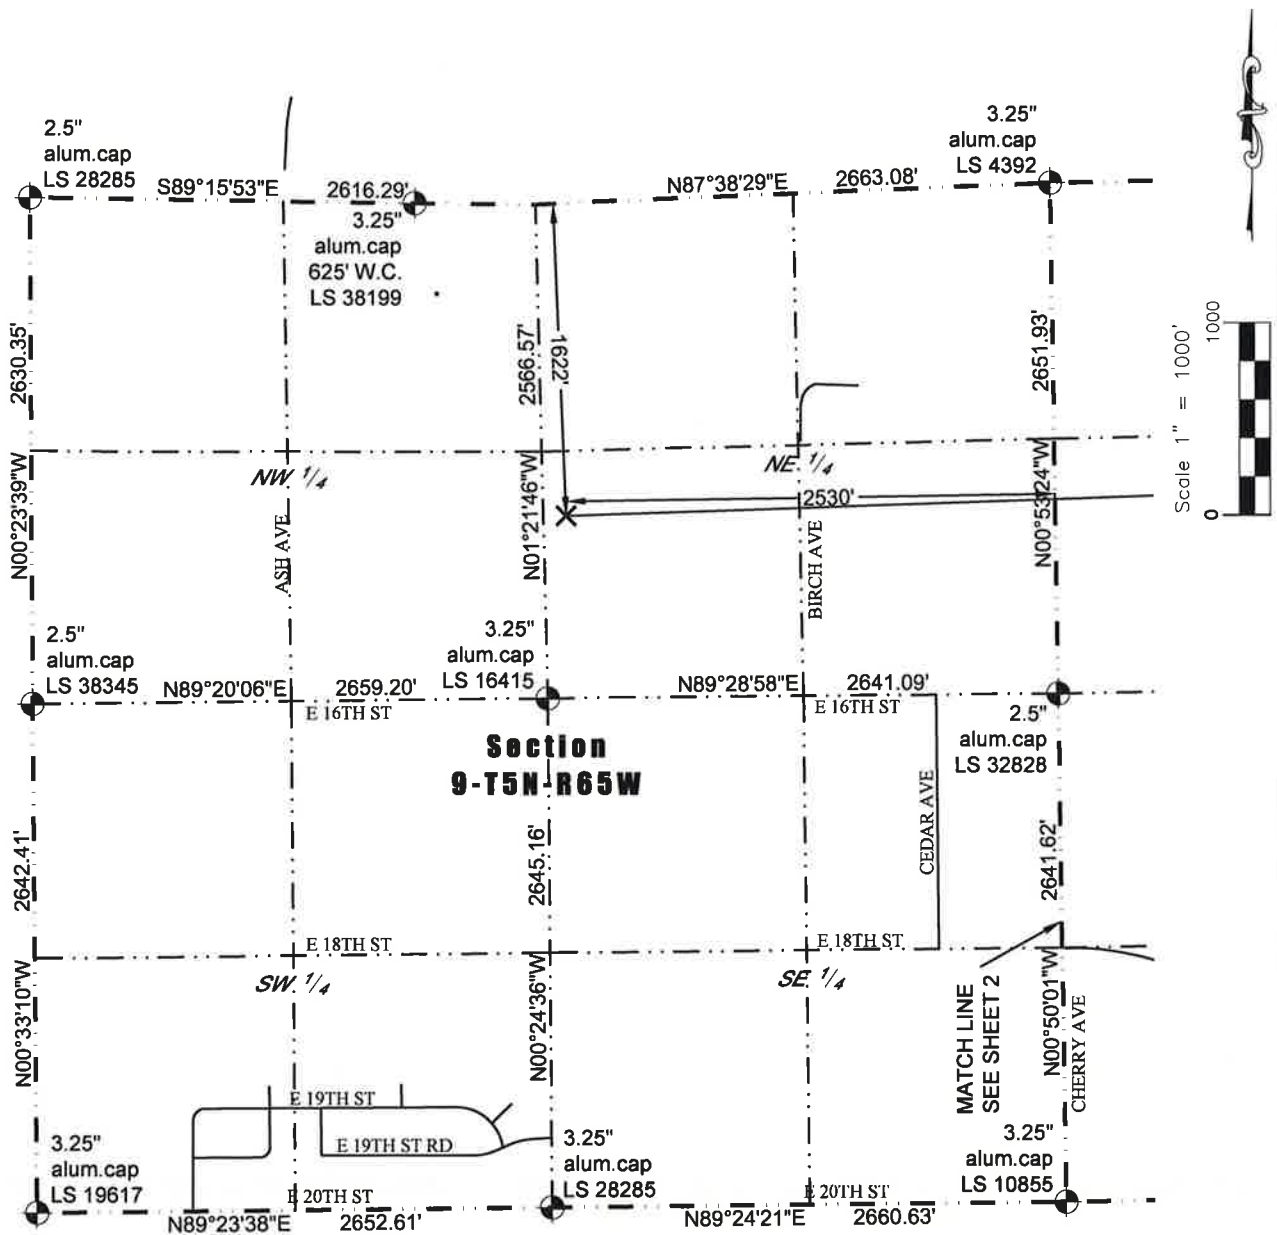 2.5"
alum.cap
LS 28285
S89°15'53"E
2616.29'
3.25"
alum.cap
625' W.C.
LS 38199
N87°38'29"E
2663.08'
3.25"
alum.cap
LS 4392
2630.35'
N00°23'39"W
2566.57'
N01°21'46"W
1622'
2651.93'
N00°53'24"W
Scale 1" = 1000'
1000
0
NW 1/4
NE 1/4
2530'
ASH AVE
BIRCH AVE
2.5"
alum.cap
LS 38345
N89°20'06"E
2659.20'
E 16TH ST
3.25"
alum.cap
LS 16415
N89°28'58"E
2641.09'
E 16TH ST
2.5"
alum.cap
LS 32828
Section
9-T5N-R65W
CEDAR AVE
2642.41'
N00°33'10"W
2645.16'
N00°24'36"W
2641.62'
N00°50'01"W
E 18TH ST
E 18TH ST
SW 1/4
SE 1/4
MATCH LINE
SEE SHEET 2
CHERRY AVE
E 19TH ST
E 19TH ST RD
3.25"
alum.cap
LS 19617
N89°23'38"E
2652.61'
E 20TH ST
3.25"
alum.cap
LS 28285
N89°24'21"E
2660.63'
E 20TH ST
3.25"
alum.cap
LS 10855